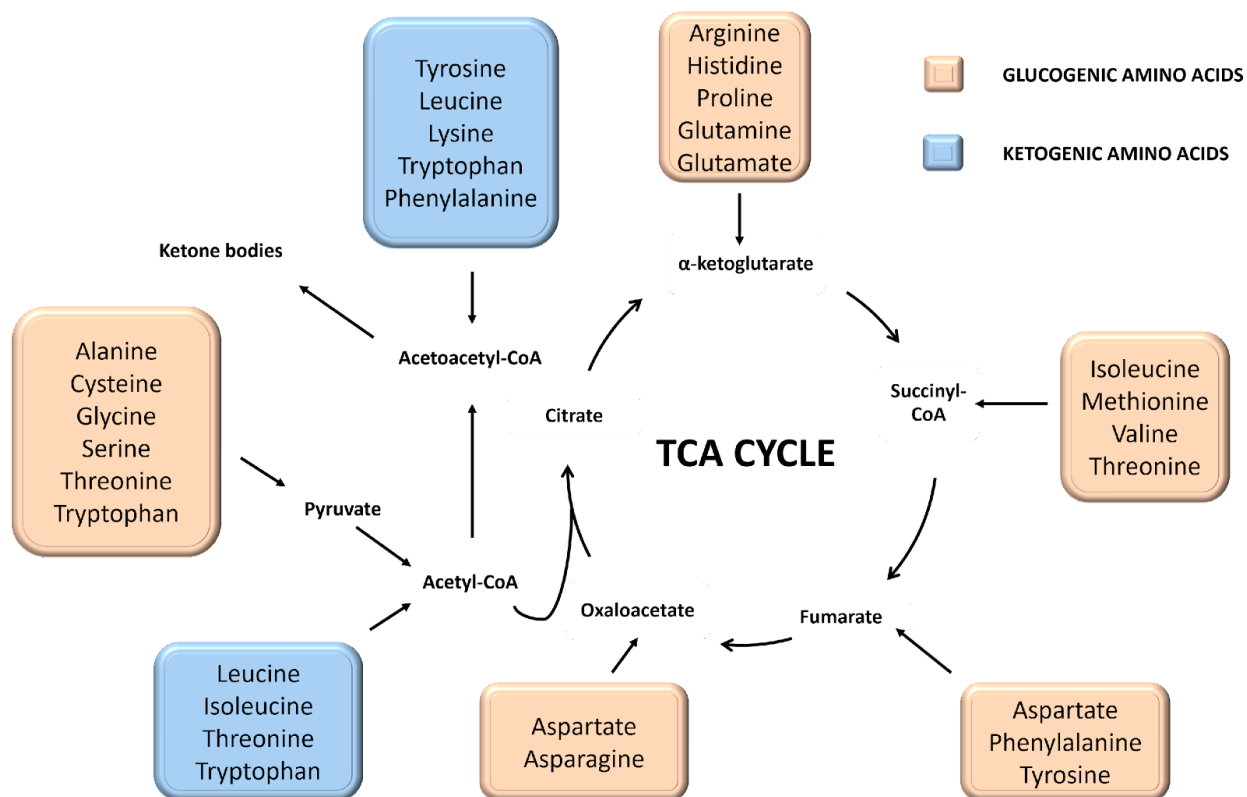 Tyrosine
Leucine
Lysine
Tryptophan
Phenylalanine
Arginine
Histidine
Proline
Glutamine
Glutamate
GLUCOGENIC AMINO ACIDS
KETOGENIC AMINO ACIDS
Ketone bodies
α-ketoglutarate
Alanine
Cysteine
Glycine
Serine
Threonine
Tryptophan
Acetoacetyl-CoA
Citrate
TCA CYCLE
Succinyl-
CoA
Isoleucine
Methionine
Valine
Threonine
Pyruvate
Acetyl-CoA
Oxaloacetate
Fumarate
Leucine
Isoleucine
Threonine
Tryptophan
Aspartate
Asparagine
Aspartate
Phenylalanine
Tyrosine